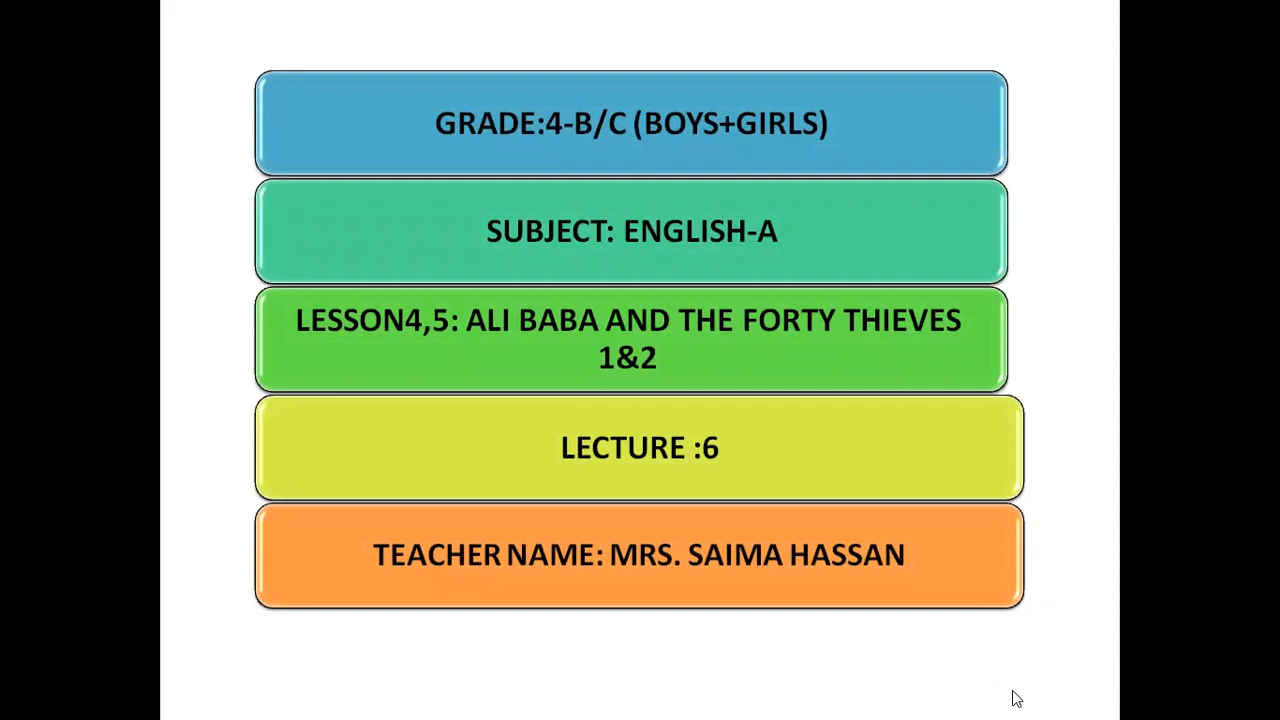 GRADE:4-B/C (BOYS+GIRLS)
SUBJECT: ENGLISH-A
LESSON4,5: ALI BABA AND THE FORTY THIEVES
1&2
LECTURE :6
TEACHER NAME: MRS. SAIMA HASSAN